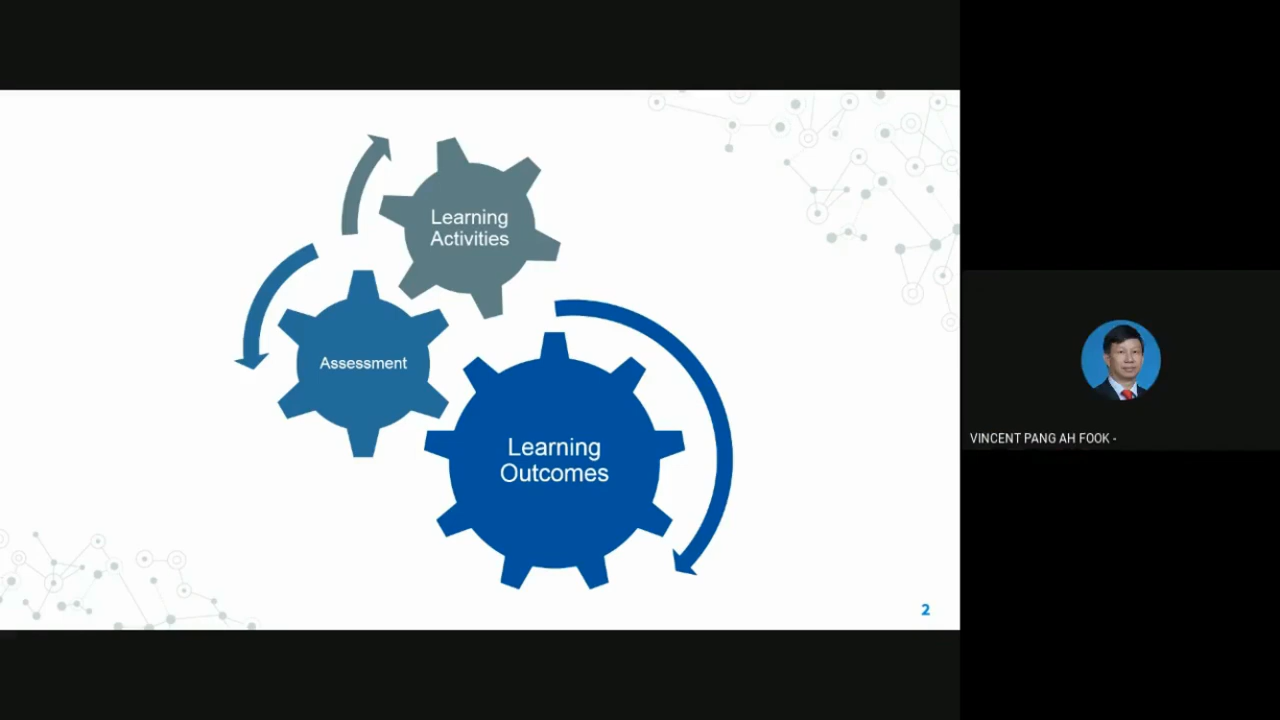 Learning
Activities
Assessment
Learning
Outcomes
2
VINCENT PANG AH FOOK -